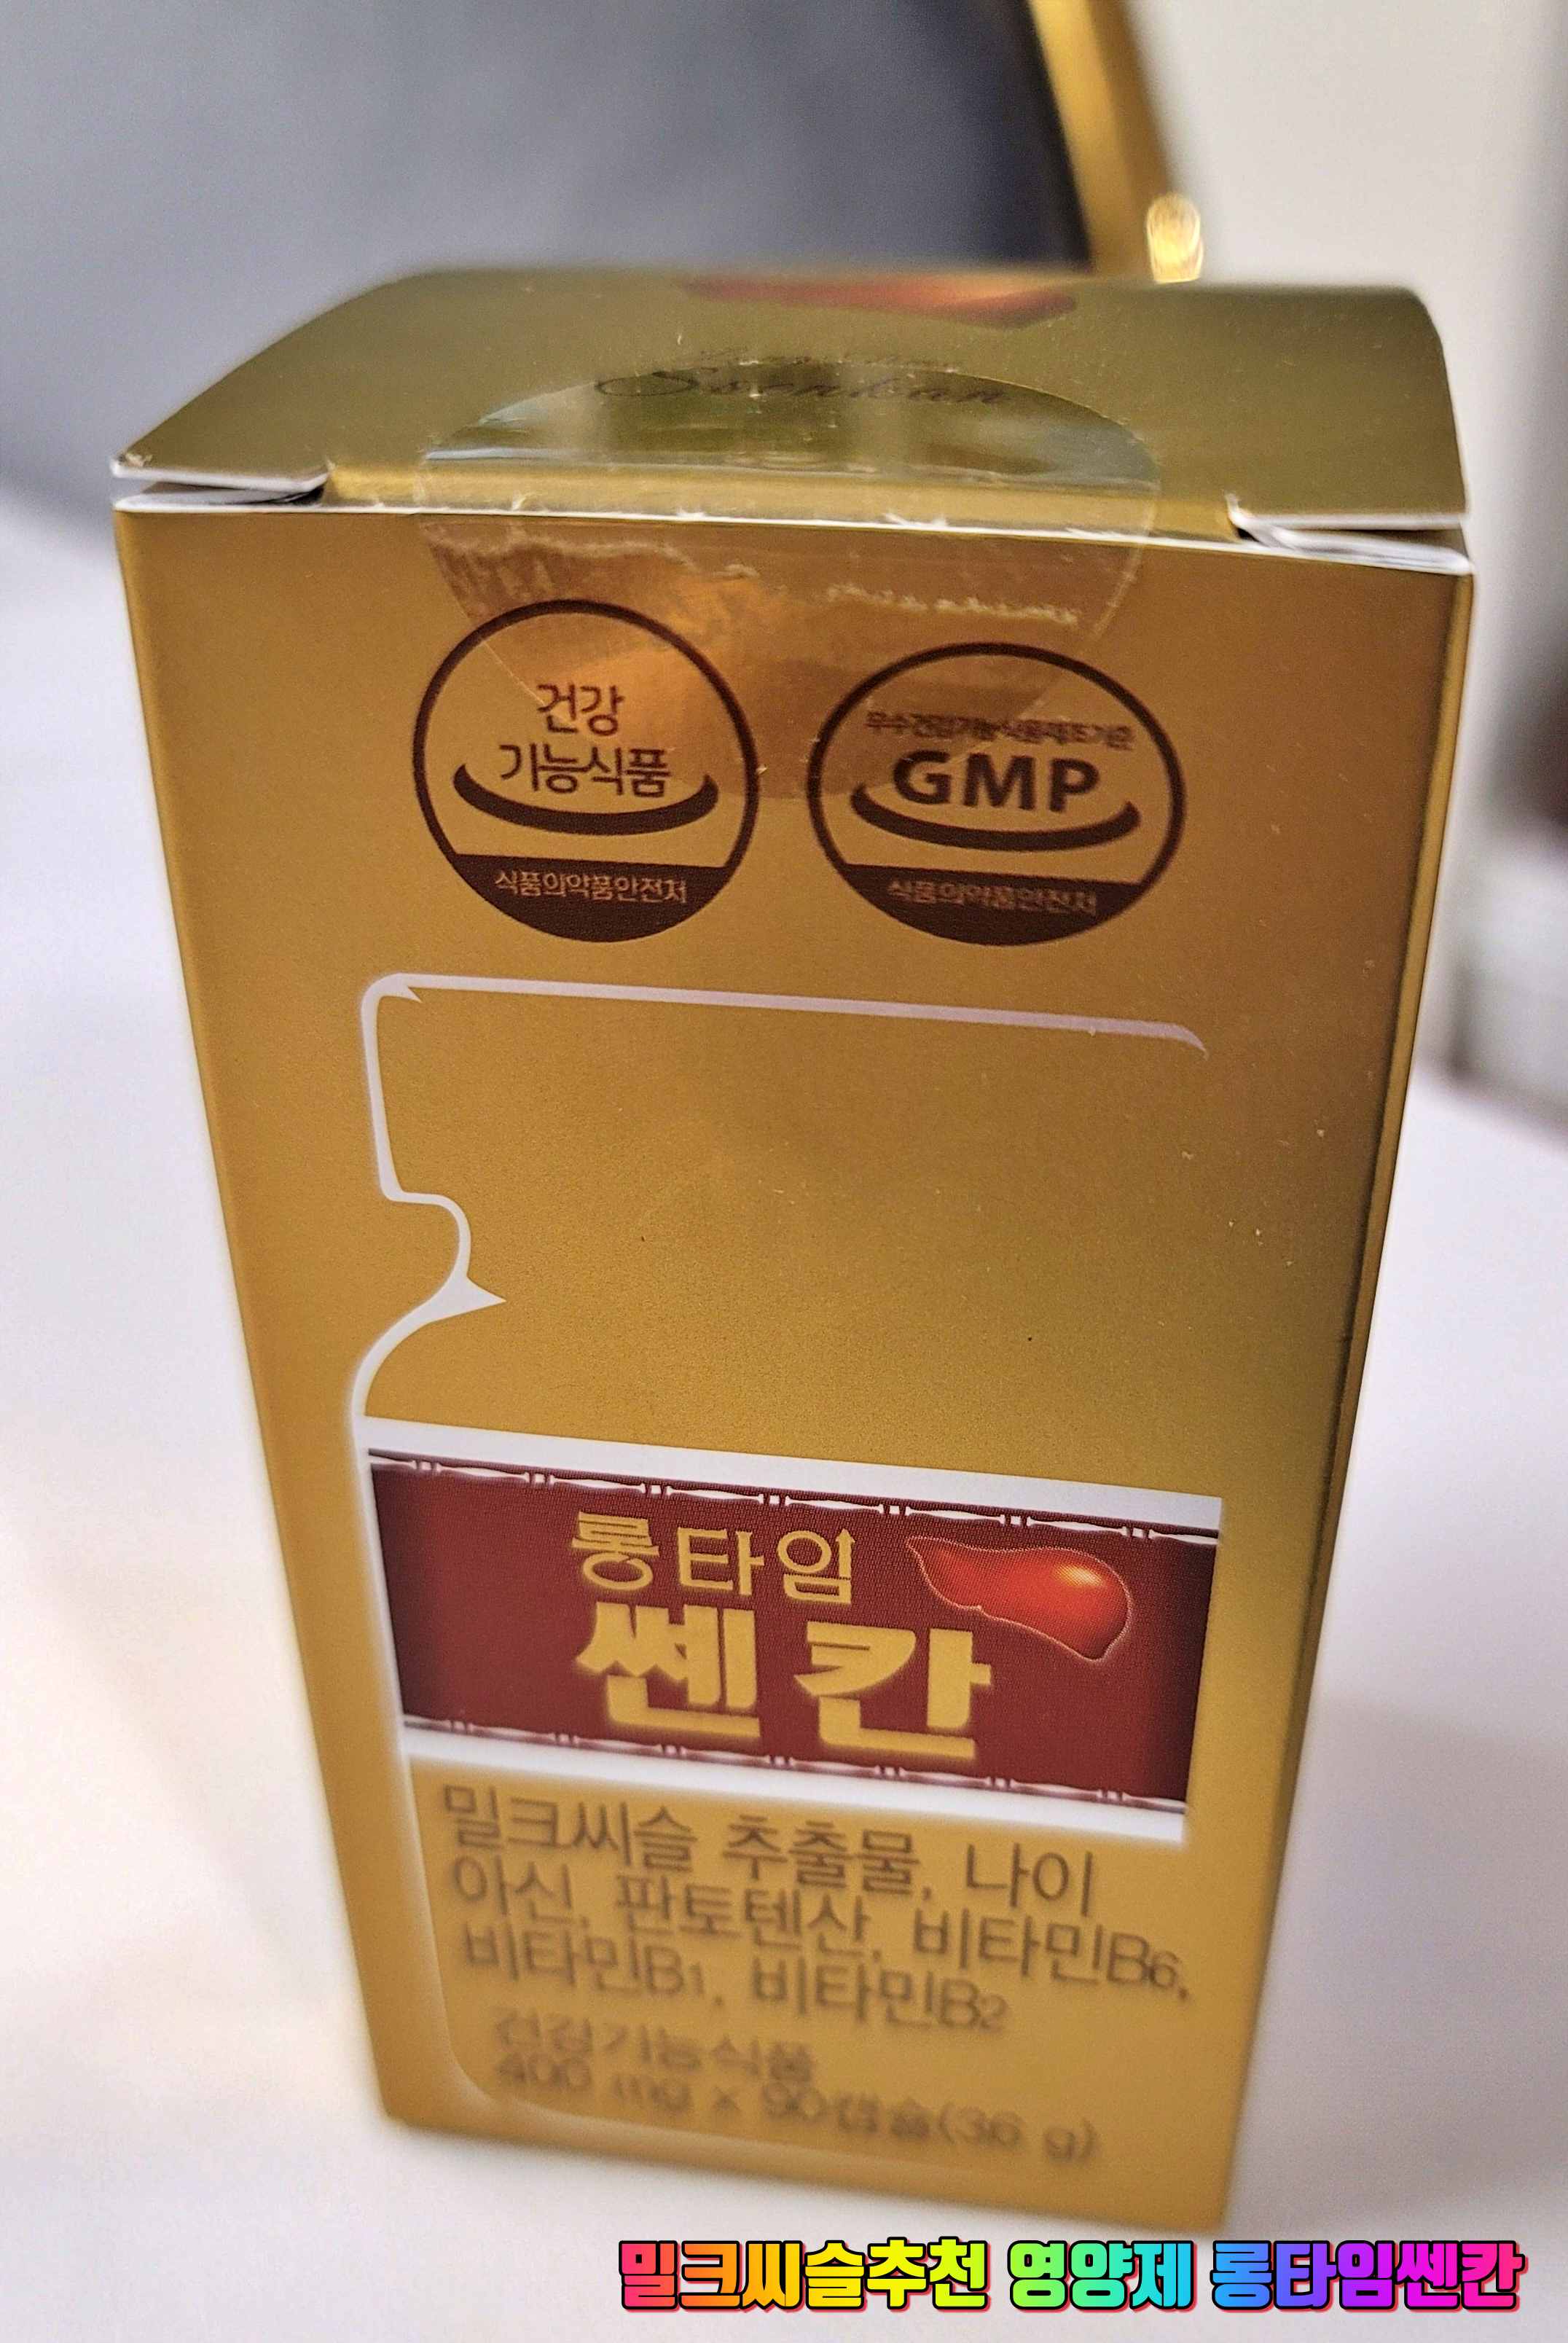 Long time
Ssenkan
건강
기능식품
식품의약품안전처
우수건강기능식품제조기준
GMP
식품의약품안전처
롱타임
쎈칸
밀크씨슬 추출물, 나이
아신, 판토텐산, 비타민B6,
비타민B1, 비타민B2
건강기능식품
400 mg x 90캡슐(36 g)
밀크씨슬추천 영양제 롱타임쎈칸